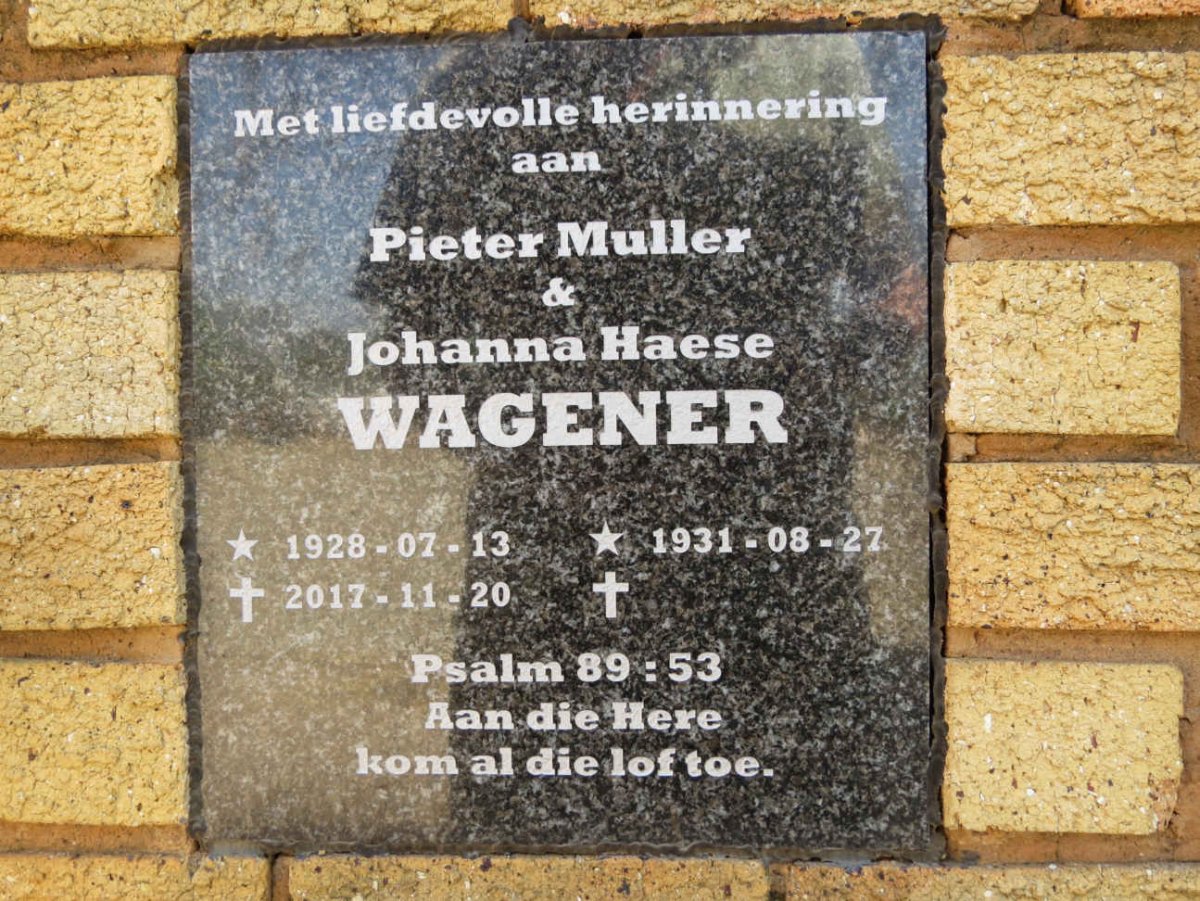 Met liefdevolle herinnering
aan
Pieter Muller
&
Johanna Haese
WAGENER
★ 1928-07-13 ★ 1931-08-27
✝ 2017-11-20 ✝
Psalm 89:53
Aan die Here
kom al die lof toe.